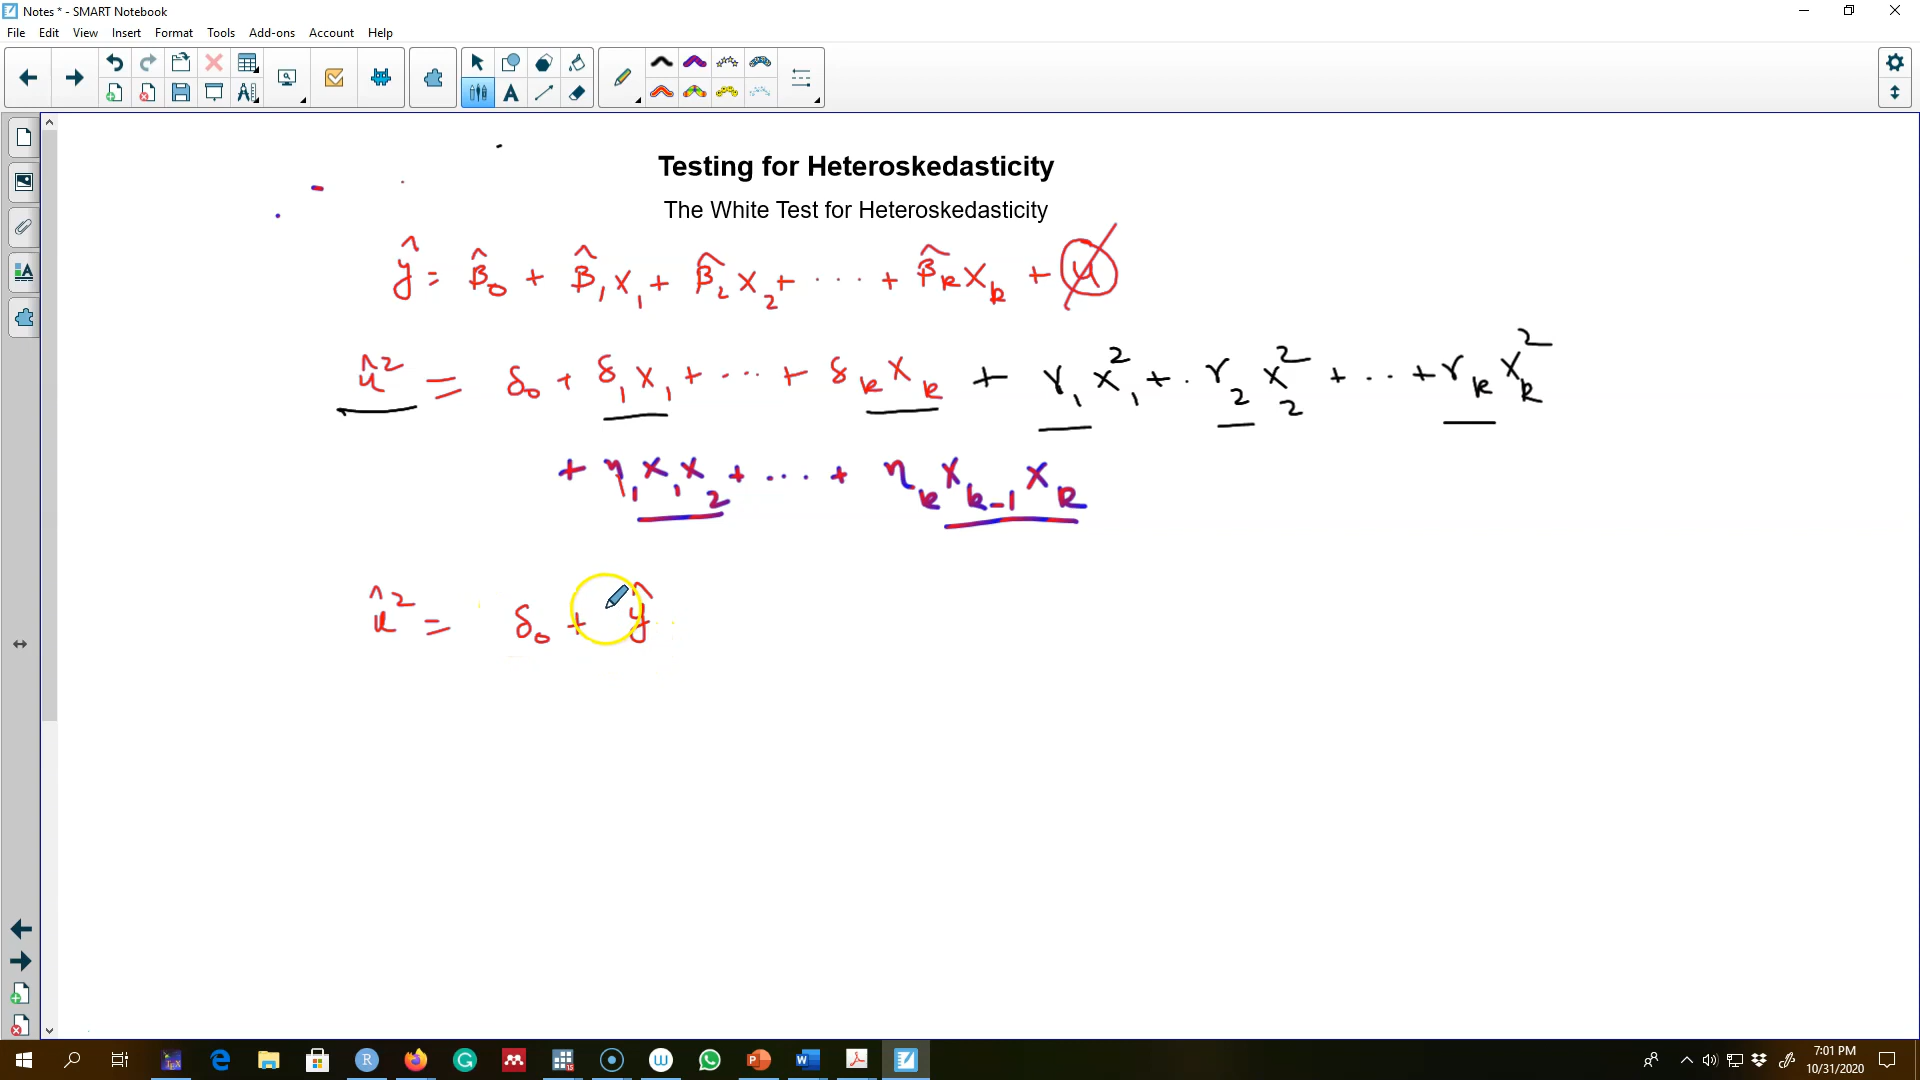 Notes * - SMART Notebook
File Edit View Insert Format Tools Add-ons Account Help
Testing for Heteroskedasticity
The White Test for Heteroskedasticity
ŷ = β̂₀ + β̂₁x₁ + β̂₂x₂ + ···· + β̂ₖxₖ + u
û² = δ₀ + δ₁x₁ + ··· + δₖxₖ + γ₁x₁² + · γ₂x₂² + ··· + γₖxₖ²
+ η₁x₁x₂ + ··· + ηₖxₖ₋₁xₖ
û² = δ₀ + ŷ
7:01 PM
10/31/2020